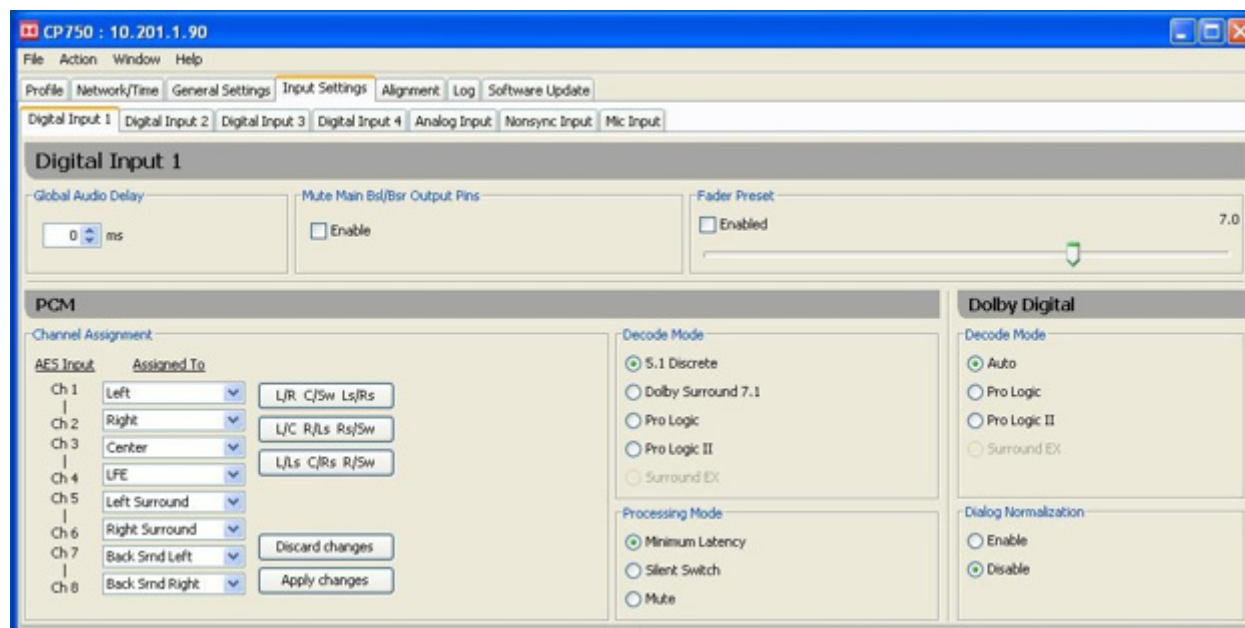 CP750 : 10.201.1.90
File Action Window Help
Profile Network/Time General Settings Input Settings Alignment Log Software Update
Digital Input 1 Digital Input 2 Digital Input 3 Digital Input 4 Analog Input Nonsync Input Mic Input
Digital Input 1
Global Audio Delay Mute Main Bsl/Bsr Output Pins Fader Preset
0 ms Enable Enabled 7.0
PCM Dolby Digital
Channel Assignment Decode Mode Decode Mode
AES Input Assigned To 5.1 Discrete Auto
Ch 1 Left L/R C/Sw Ls/Rs Dolby Surround 7.1 Pro Logic
Ch 2 Right L/C R/Ls Rs/Sw Pro Logic Pro Logic II
Ch 3 Center L/Ls C/Rs R/Sw Pro Logic II Surround EX
Ch 4 LFE Surround EX
Ch 5 Left Surround Processing Mode Dialog Normalization
Ch 6 Right Surround Minimum Latency Enable
Ch 7 Back Srnd Left Discard changes Silent Switch Disable
Ch 8 Back Srnd Right Apply changes Mute